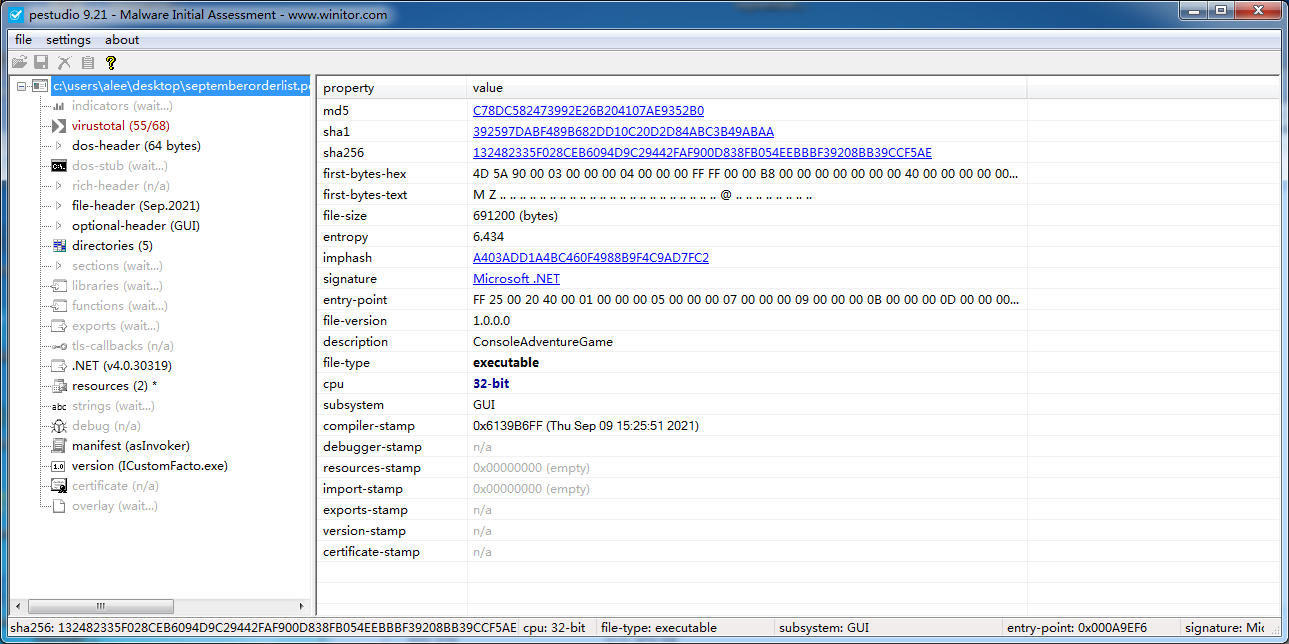 pestudio 9.21 - Malware Initial Assessment - www.winitor.com
file settings about
c:\users\alee\desktop\septemberorderlist.p
indicators (wait...)
virustotal (55/68)
dos-header (64 bytes)
dos-stub (wait...)
rich-header (n/a)
file-header (Sep.2021)
optional-header (GUI)
directories (5)
sections (wait...)
libraries (wait...)
functions (wait...)
exports (wait...)
tls-callbacks (n/a)
.NET (v4.0.30319)
resources (2) *
abc strings (wait...)
debug (n/a)
manifest (asInvoker)
1.0 version (ICustomFacto.exe)
certificate (n/a)
overlay (wait...)
property value
md5 C78DC582473992E26B204107AE9352B0
sha1 392597DABF489B682DD10C20D2D84ABC3B49ABAA
sha256 132482335F028CEB6094D9C29442FAF900D838FB054EEBBBF39208BB39CCF5AE
first-bytes-hex 4D 5A 90 00 03 00 00 00 04 00 00 00 FF FF 00 00 B8 00 00 00 00 00 00 00 40 00 00 00 00 00...
first-bytes-text M Z .. .. .. .. .. .. .. .. .. .. .. .. .. .. .. .. .. .. .. .. .. .. @ .. .. .. .. .. .. .. ..
file-size 691200 (bytes)
entropy 6.434
imphash A403ADD1A4BC460F4988B9F4C9AD7FC2
signature Microsoft .NET
entry-point FF 25 00 20 40 00 01 00 00 00 05 00 00 00 07 00 00 00 09 00 00 00 0B 00 00 00 0D 00 00 00...
file-version 1.0.0.0
description ConsoleAdventureGame
file-type executable
cpu 32-bit
subsystem GUI
compiler-stamp 0x6139B6FF (Thu Sep 09 15:25:51 2021)
debugger-stamp n/a
resources-stamp 0x00000000 (empty)
import-stamp 0x00000000 (empty)
exports-stamp n/a
version-stamp n/a
certificate-stamp n/a
sha256: 132482335F028CEB6094D9C29442FAF900D838FB054EEBBBF39208BB39CCF5AE cpu: 32-bit file-type: executable subsystem: GUI entry-point: 0x000A9EF6 signature: Mic